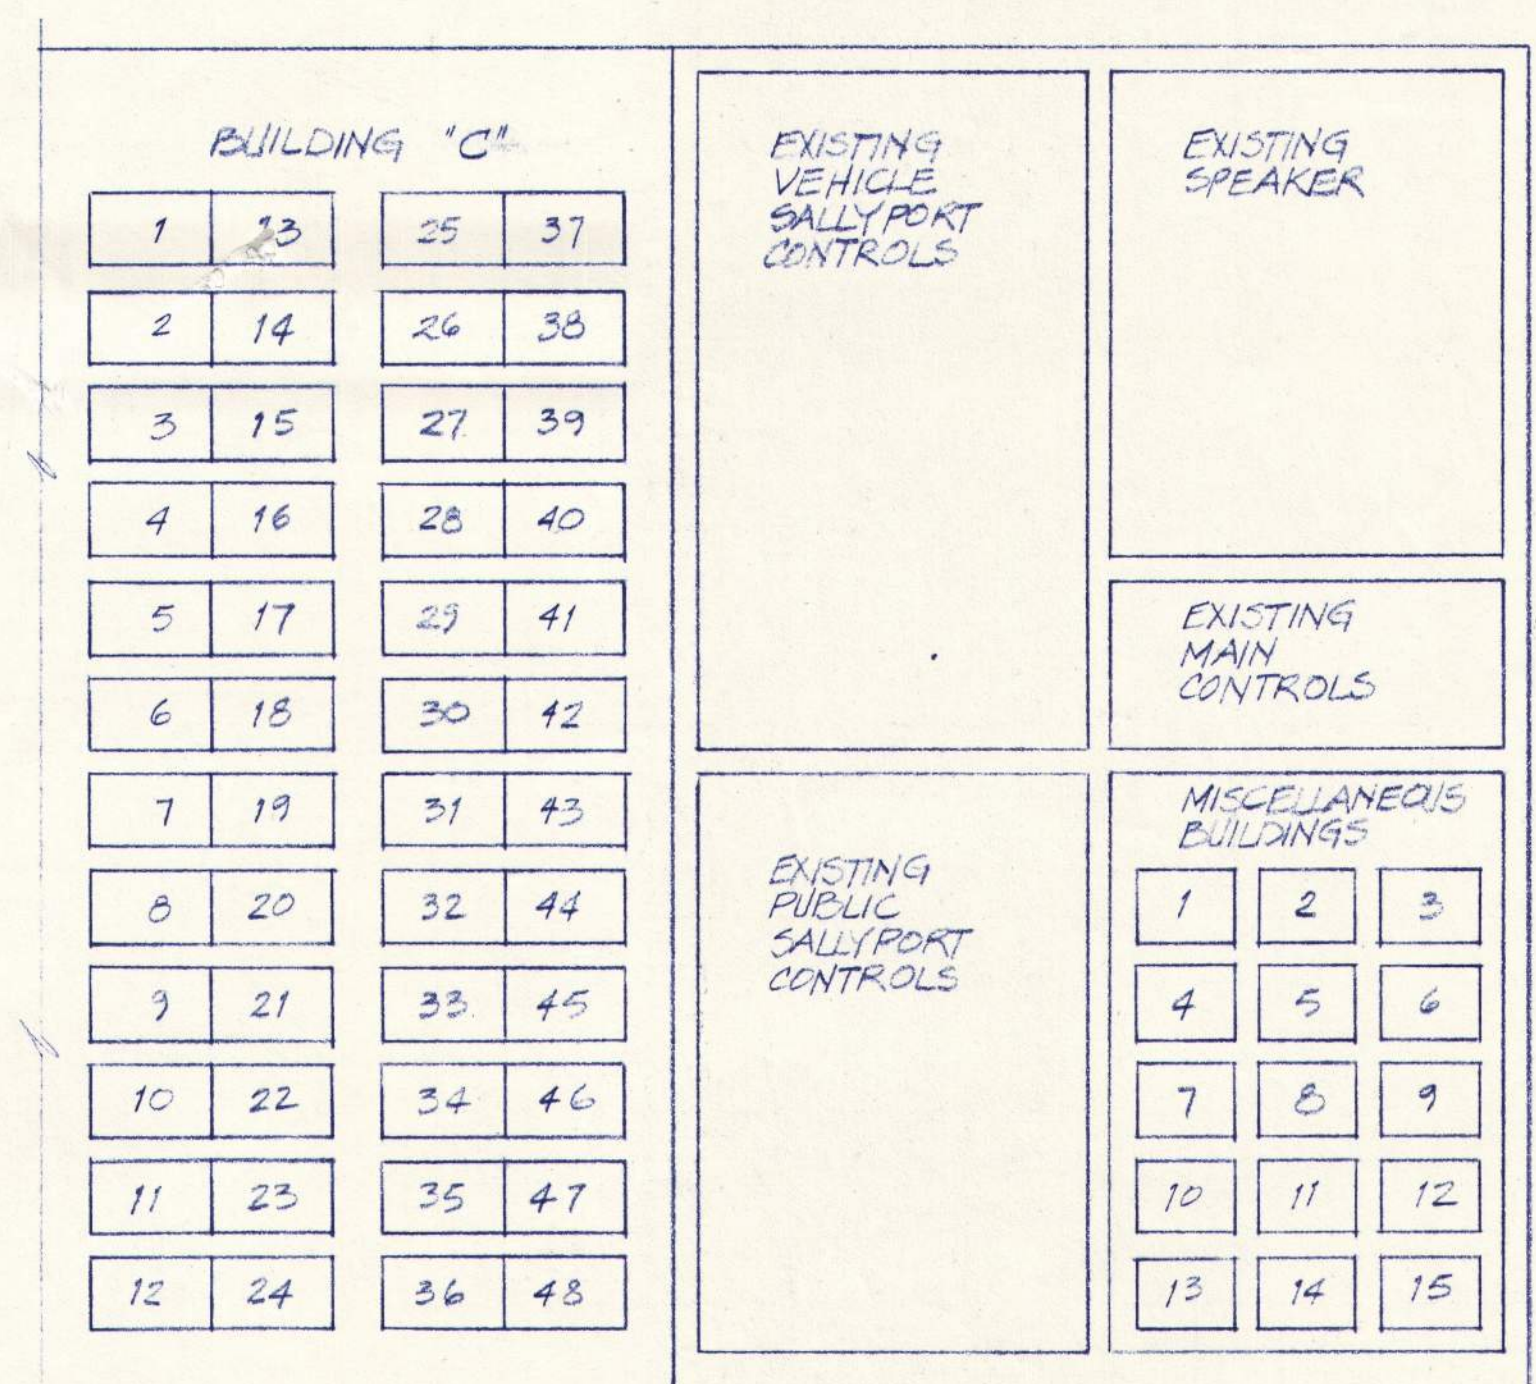 BUILDING "C"
1 13 25 37
2 14 26 38
3 15 27 39
4 16 28 40
5 17 29 41
6 18 30 42
7 19 31 43
8 20 32 44
9 21 33 45
10 22 34 46
11 23 35 47
12 24 36 48
EXISTING
VEHICLE
SALLYPORT
CONTROLS
EXISTING
SPEAKER
EXISTING
MAIN
CONTROLS
EXISTING
PUBLIC
SALLYPORT
CONTROLS
MISCELLANEOUS
BUILDINGS
1 2 3
4 5 6
7 8 9
10 11 12
13 14 15